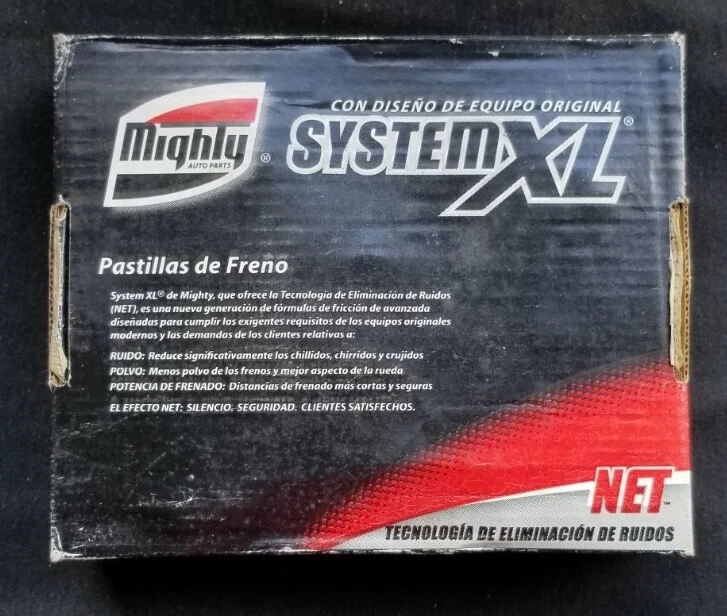 CON DISEÑO DE EQUIPO ORIGINAL
Mighty® SYSTEM XL®
AUTO PARTS
Pastillas de Freno
System XL® de Mighty, que ofrece la Tecnología de Eliminación de Ruidos
(NET), es una nueva generación de fórmulas de fricción de avanzada
diseñadas para cumplir los exigentes requisitos de los equipos originales
modernos y las demandas de los clientes relativas a:
RUIDO: Reduce significativamente los chillidos, chirridos y crujidos
POLVO: Menos polvo de los frenos y mejor aspecto de la rueda
POTENCIA DE FRENADO: Distancias de frenado más cortas y seguras
EL EFECTO NET: SILENCIO. SEGURIDAD. CLIENTES SATISFECHOS.
NET™
TECNOLOGÍA DE ELIMINACIÓN DE RUIDOS